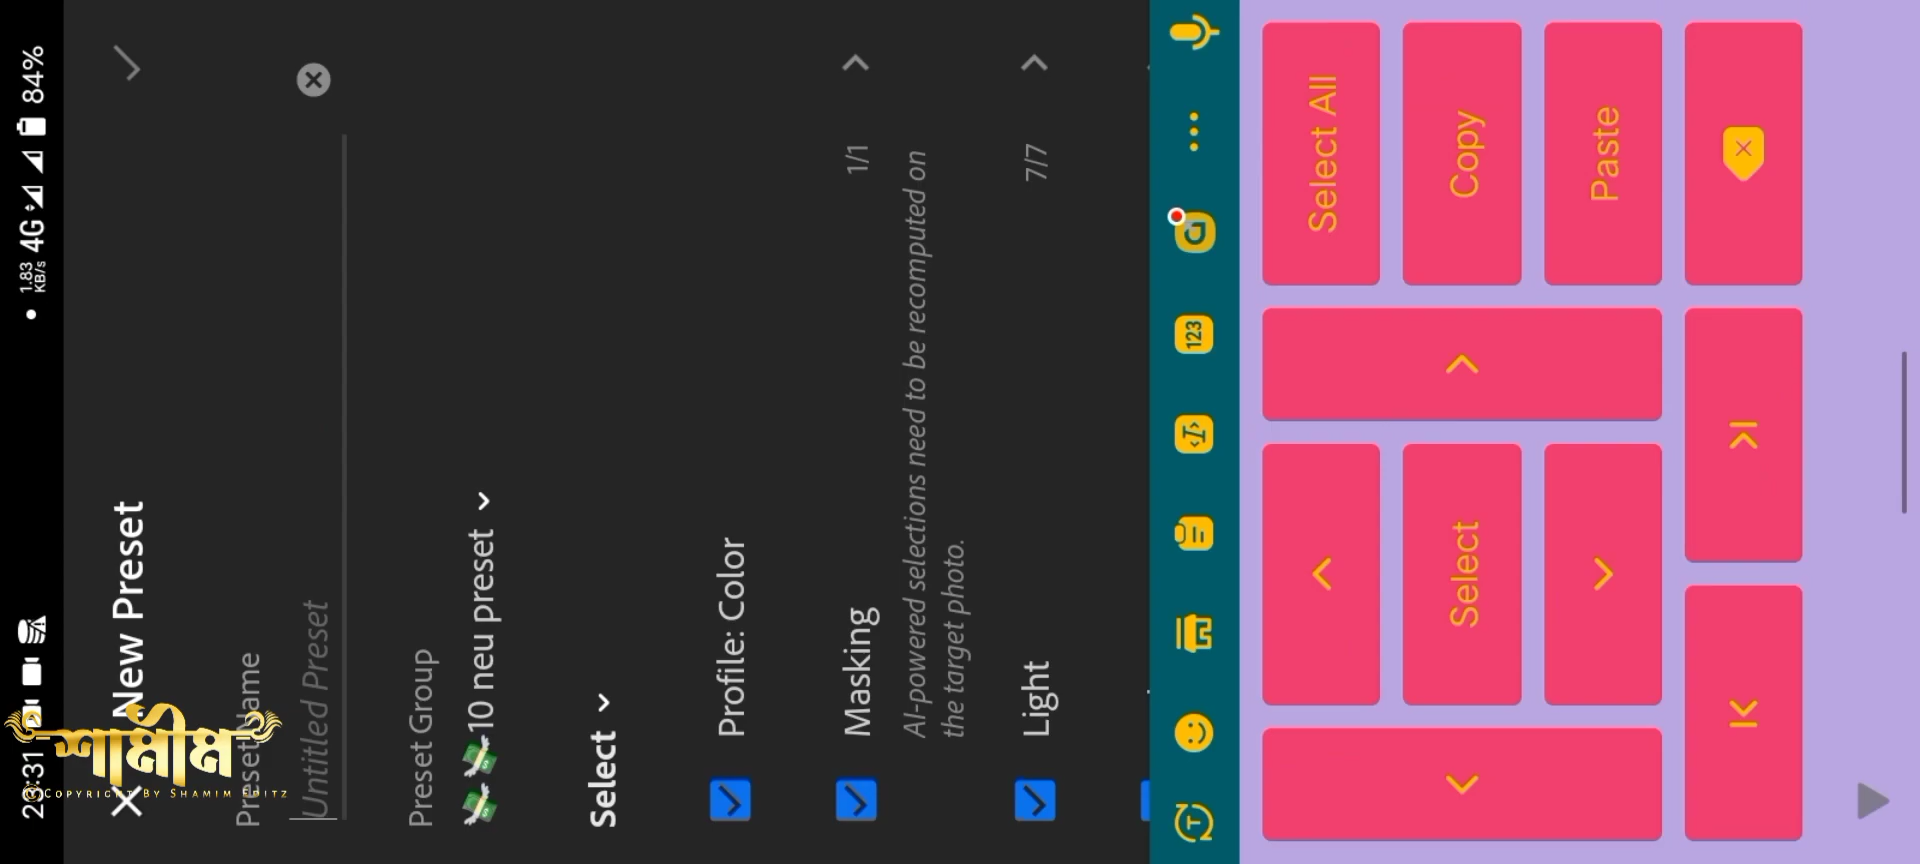 1.83
KB/s
4G
84%
শামীম
© Copyright By Shamim Editz
New Preset
Preset Name
Untitled Preset
Preset Group
💸💸10 neu preset
Select
Profile: Color
Masking
1/1
AI-powered selections need to be recomputed on
the target photo.
Light
7/7
T
123
Select All
Copy
Paste
Select